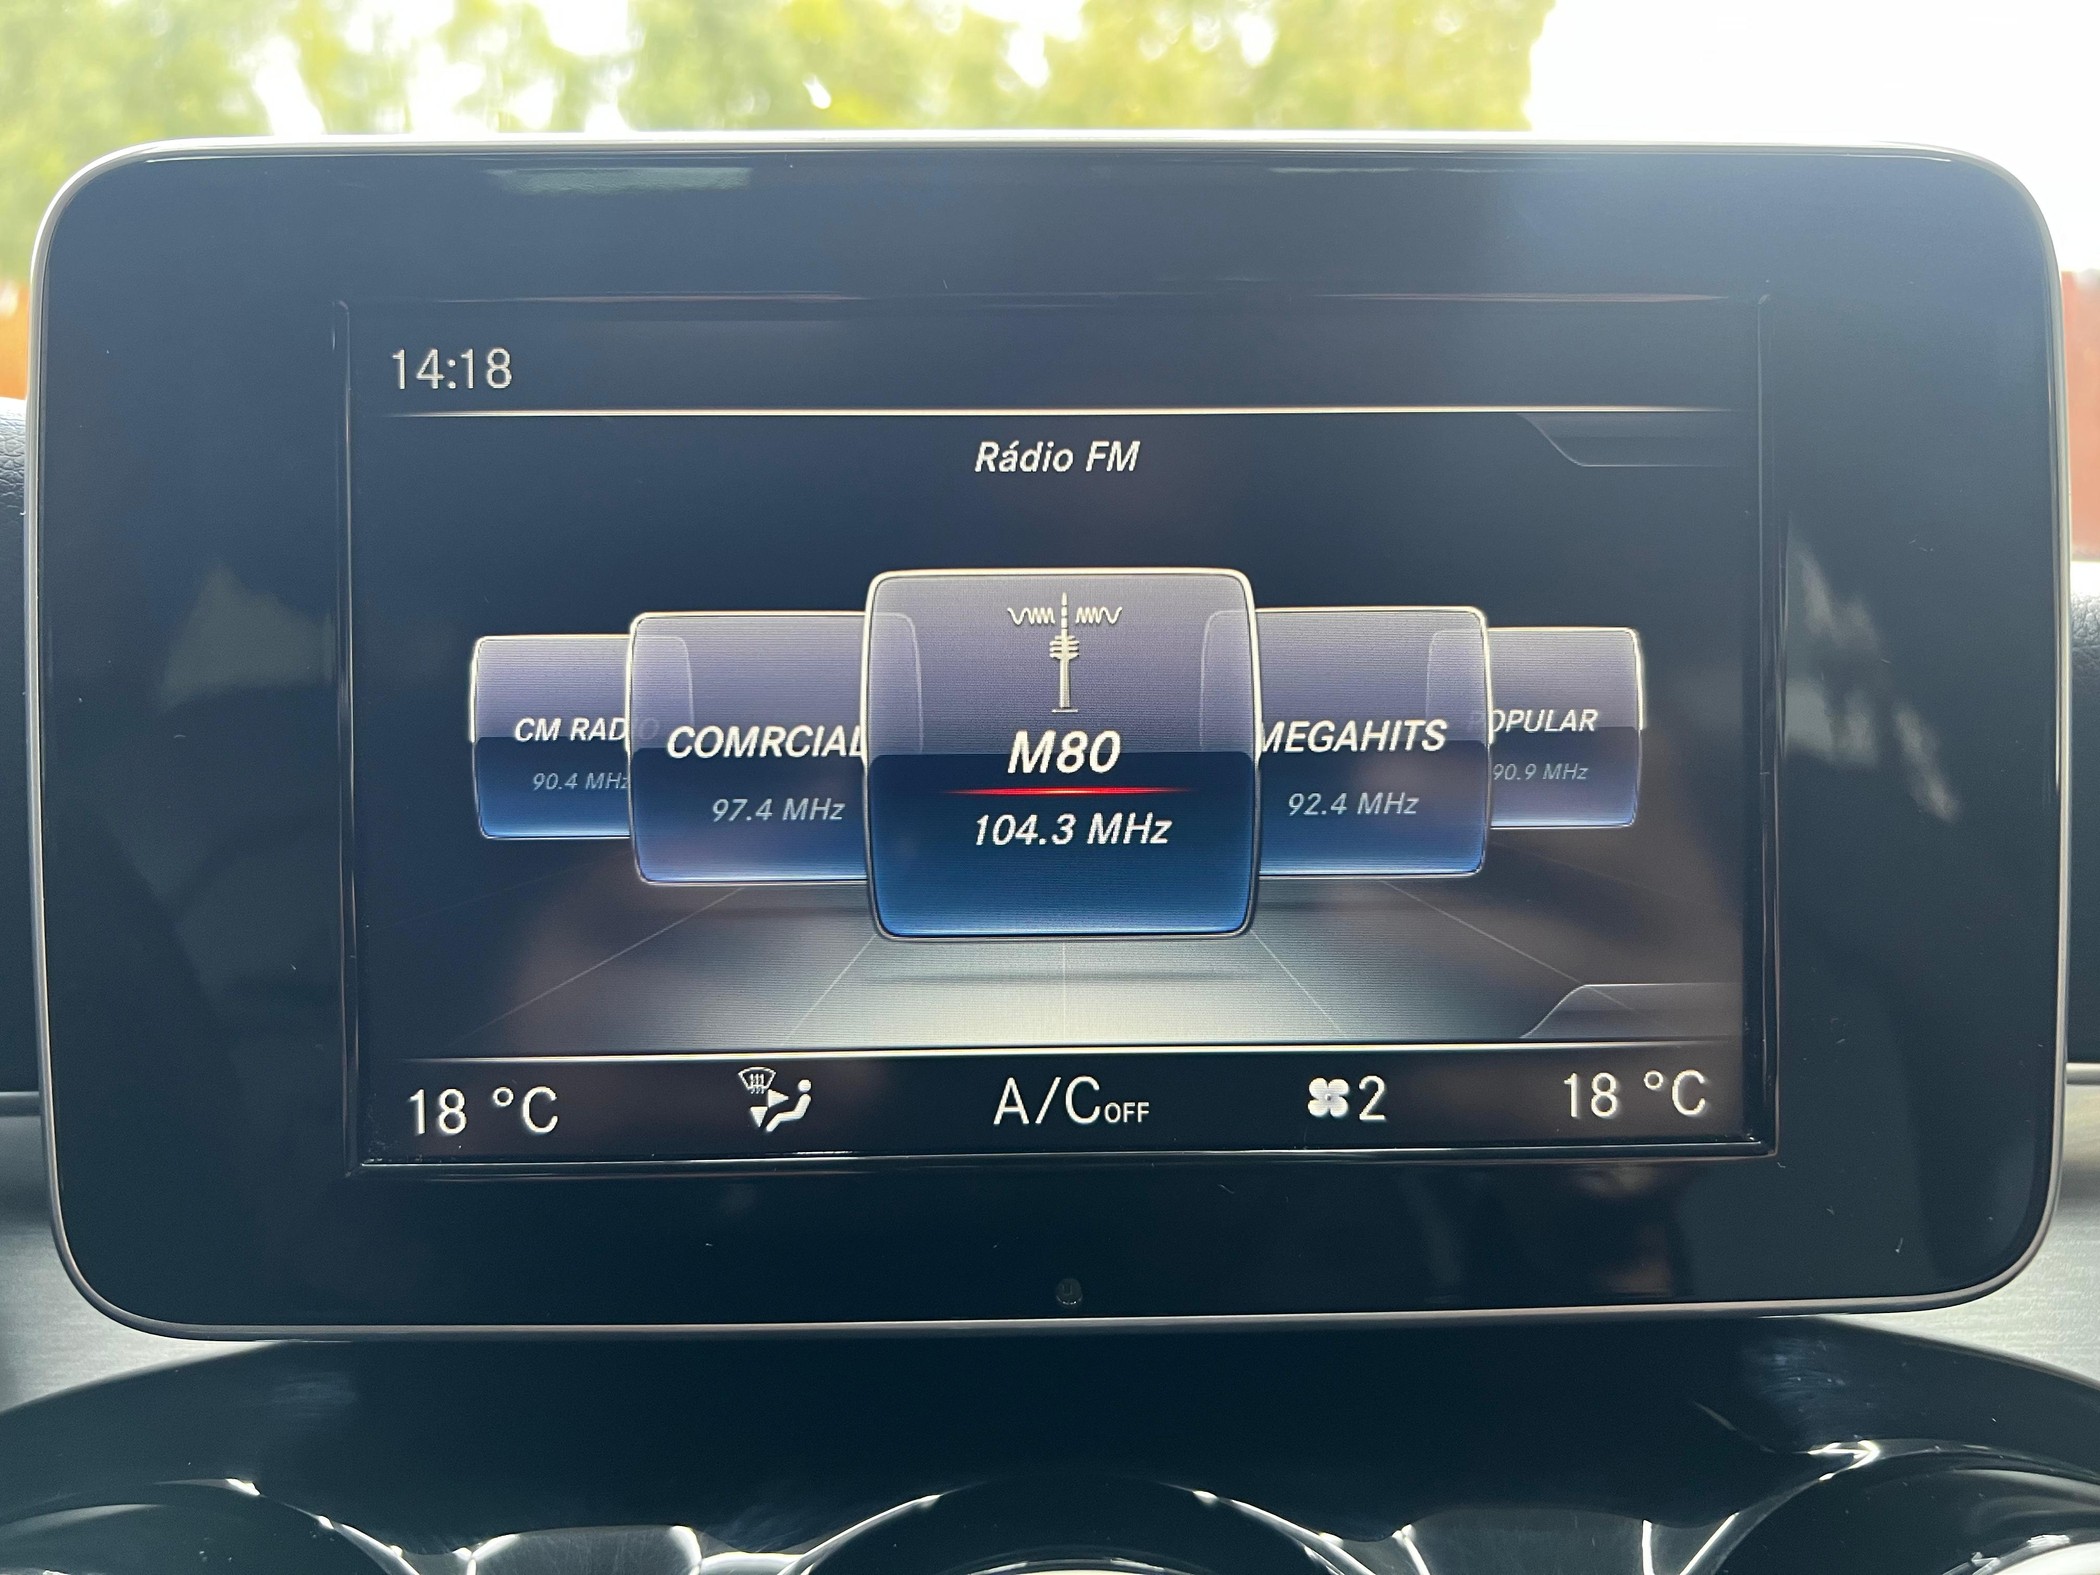 14:18
Rádio FM
CM RADIO
90.4 MHz
COMRCIAL
97.4 MHz
M80
104.3 MHz
MEGAHITS
92.4 MHz
POPULAR
90.9 MHz
18 °C
A/COFF
2
18 °C